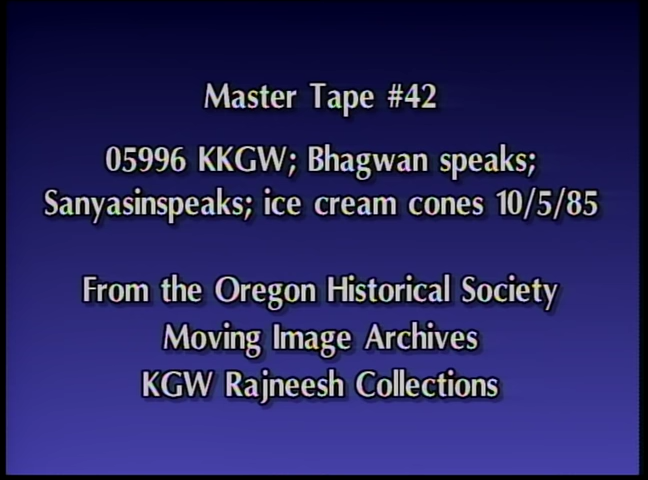 Master Tape #42
05996 KKGW; Bhagwan speaks;
Sanyasinspeaks; ice cream cones 10/5/85
From the Oregon Historical Society
Moving Image Archives
KGW Rajneesh Collections